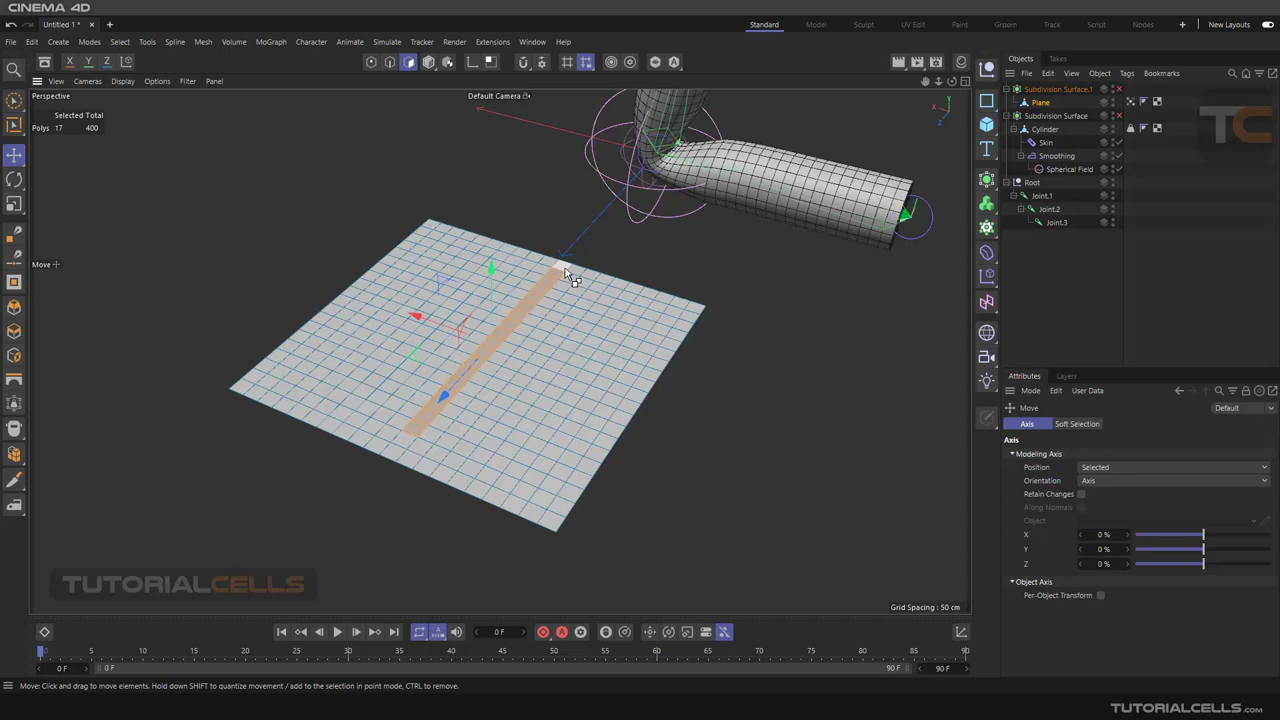 CINEMA 4D
Untitled 1 *
Standard
Model
Sculpt
UV Edit
Paint
Groom
Track
Script
Nodes
New Layouts
File Edit Create Modes Select Tools Spline Mesh Volume MoGraph Character Animate Simulate Tracker Render Extensions Window Help
X Y Z
Objects Takes
File Edit View Object Tags Bookmarks
View Cameras Display Options Filter Panel
Perspective
Default Camera
Selected Total
Polys 17 400
Subdivision Surface.1
Plane
Subdivision Surface
Cylinder
Skin
Smoothing
Spherical Field
Root
Joint.1
Joint.2
Joint.3
TC
Move
Attributes Layers
Mode Edit User Data
Move
Default
Axis Soft Selection
Axis
Modeling Axis
Position Selected
Orientation Axis
Retain Changes
Along Normals
Object
X 0 %
Y 0 %
Z 0 %
Object Axis
Per-Object Transform
TUTORIALCELLS
Grid Spacing : 50 cm
0 F
0 5 10 15 20 25 30 35 40 45 50 55 60 65 70 75 80 85 90
0 F 0 F 90 F 90 F
Move: Click and drag to move elements. Hold down SHIFT to quantize movement / add to the selection in point mode, CTRL to remove.
TUTORIALCELLS.com